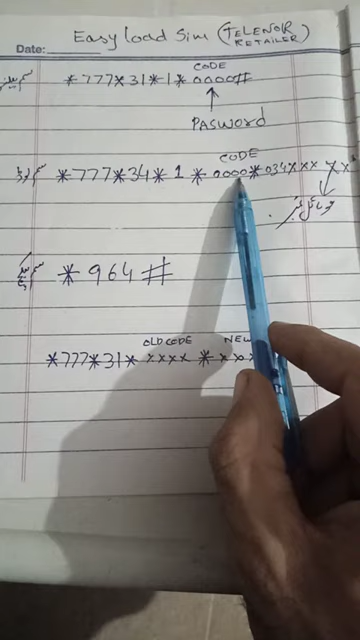 Easy load Sim (TELENOR RETAILER)
Date:
CODE
*777*31*1*0000#
PASWORD
CODE
*777*34*1*0000*034xxx xx
*964#
OLD CODE NEW
*777*31*xxxx*xxx